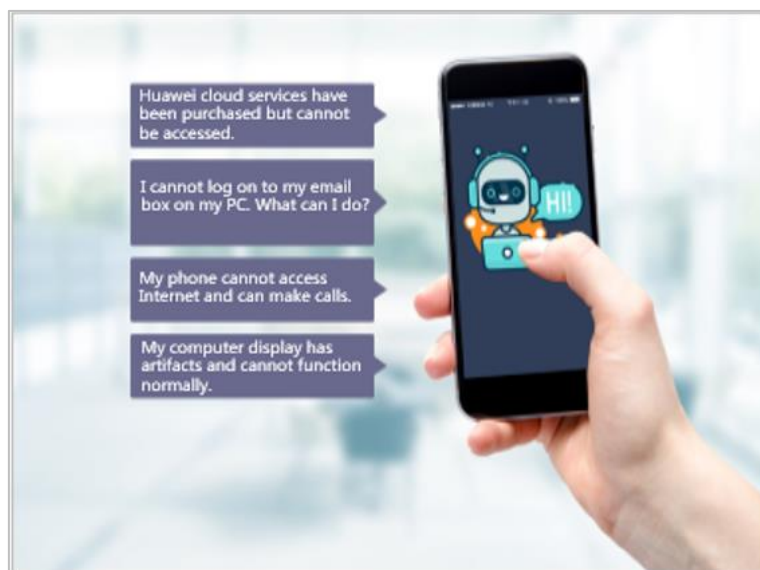 Huawei cloud services have
been purchased but cannot
be accessed.
I cannot log on to my email
box on my PC. What can I do?
My phone cannot access
Internet and can make calls.
My computer display has
artifacts and cannot function
normally.
HI!